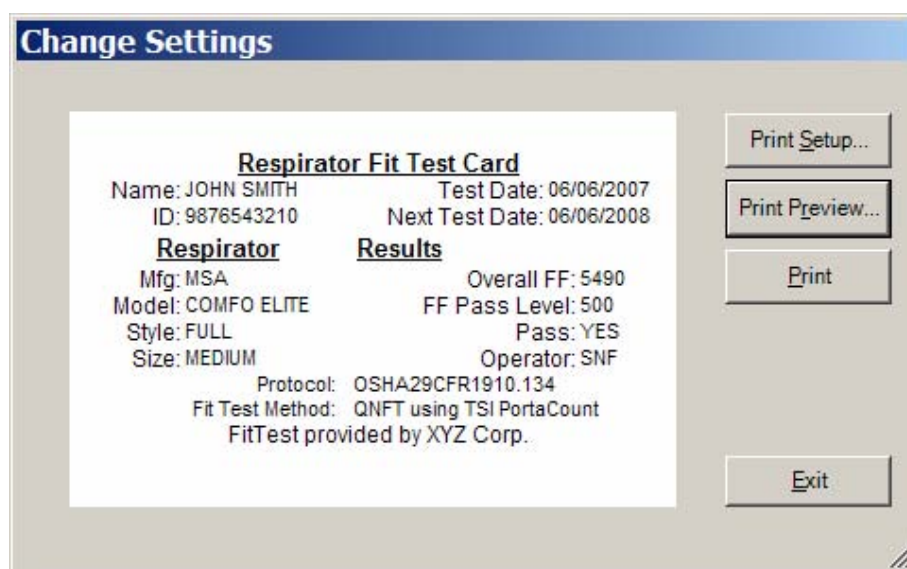 Change Settings
Respirator Fit Test Card
Name: JOHN SMITH Test Date: 06/06/2007
ID: 9876543210 Next Test Date: 06/06/2008
Respirator Results
Mfg: MSA Overall FF: 5490
Model: COMFO ELITE FF Pass Level: 500
Style: FULL Pass: YES
Size: MEDIUM Operator: SNF
Protocol: OSHA29CFR1910.134
Fit Test Method: QNFT using TSI PortaCount
FitTest provided by XYZ Corp.
Print Setup...
Print Preview...
Print
Exit